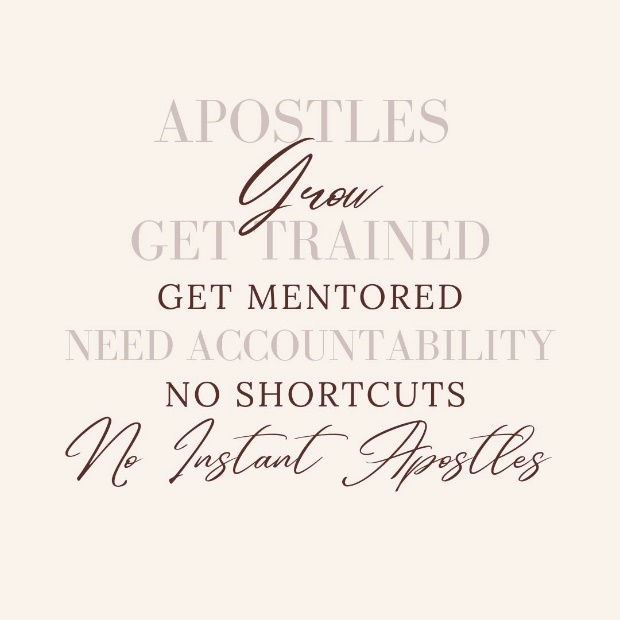 APOSTLES
Grow
GET TRAINED
GET MENTORED
NEED ACCOUNTABILITY
NO SHORTCUTS
No Instant Apostles